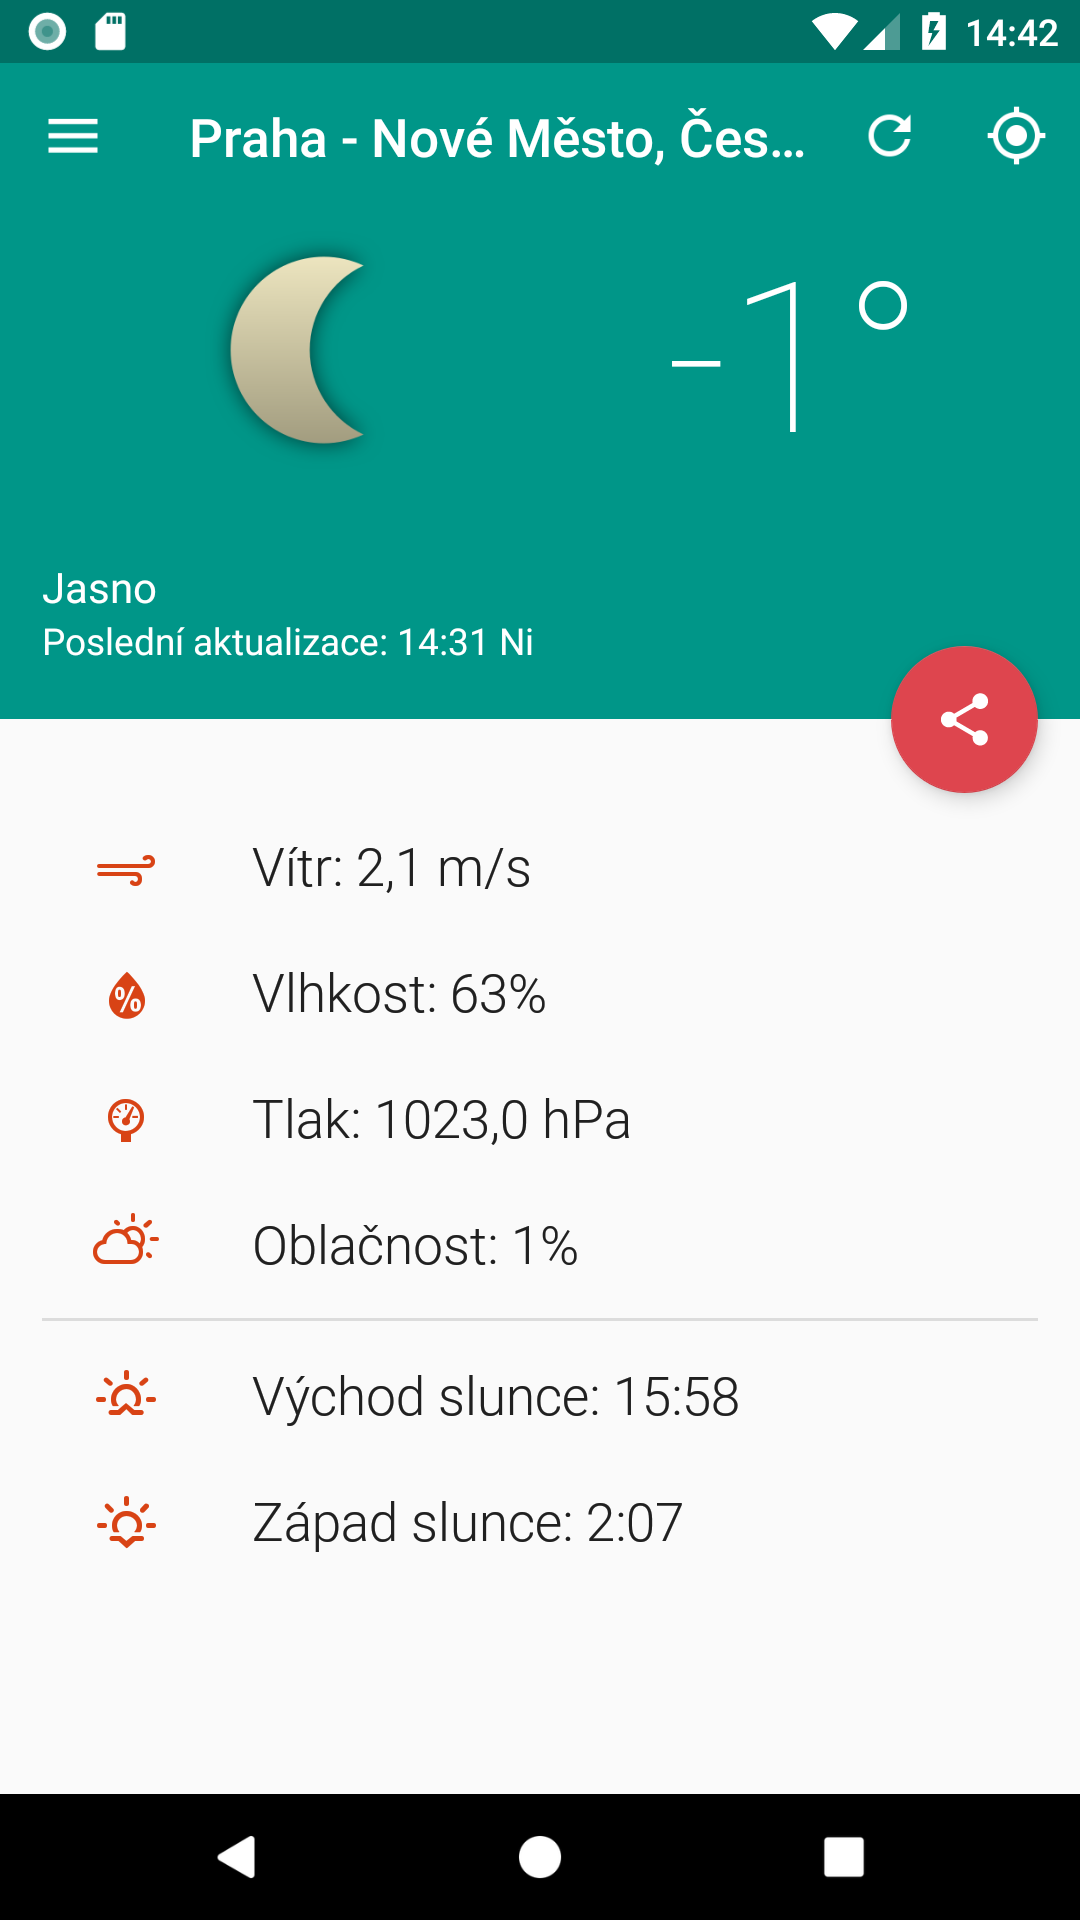 14:42
Praha - Nové Město, Čes...
-1°
Jasno
Poslední aktualizace: 14:31 Ni
Vítr: 2,1 m/s
Vlhkost: 63%
Tlak: 1023,0 hPa
Oblačnost: 1%
Východ slunce: 15:58
Západ slunce: 2:07